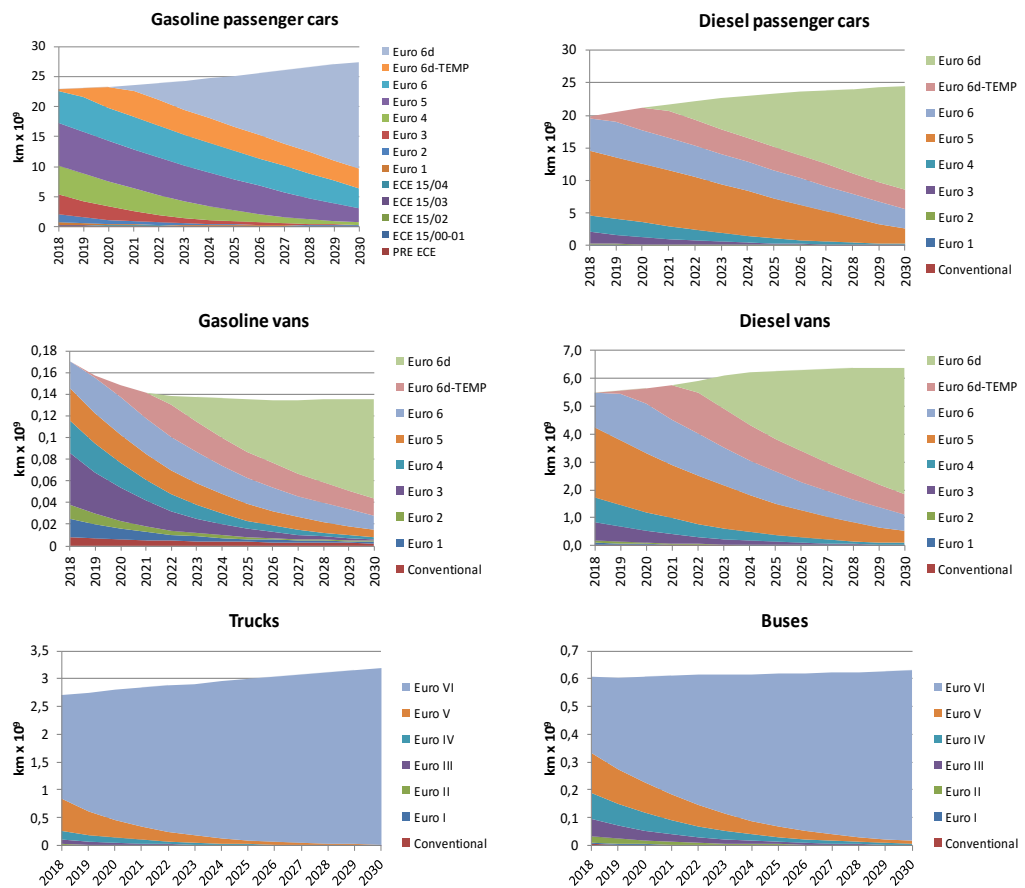 Gasoline passenger cars
km x 10⁹
30
25
20
15
10
5
0
2018
2019
2020
2021
2022
2023
2024
2025
2026
2027
2028
2029
2030
Euro 6d
Euro 6d-TEMP
Euro 6
Euro 5
Euro 4
Euro 3
Euro 2
Euro 1
ECE 15/04
ECE 15/03
ECE 15/02
ECE 15/00-01
PRE ECE
Diesel passenger cars
km x 10⁹
30
25
20
15
10
5
0
2018
2019
2020
2021
2022
2023
2024
2025
2026
2027
2028
2029
2030
Euro 6d
Euro 6d-TEMP
Euro 6
Euro 5
Euro 4
Euro 3
Euro 2
Euro 1
Conventional
Gasoline vans
km x 10⁹
0,18
0,16
0,14
0,12
0,1
0,08
0,06
0,04
0,02
0
2018
2019
2020
2021
2022
2023
2024
2025
2026
2027
2028
2029
2030
Euro 6d
Euro 6d-TEMP
Euro 6
Euro 5
Euro 4
Euro 3
Euro 2
Euro 1
Conventional
Diesel vans
km x 10⁹
7,0
6,0
5,0
4,0
3,0
2,0
1,0
0,0
2018
2019
2020
2021
2022
2023
2024
2025
2026
2027
2028
2029
2030
Euro 6d
Euro 6d-TEMP
Euro 6
Euro 5
Euro 4
Euro 3
Euro 2
Euro 1
Conventional
Trucks
km x 10⁹
3,5
3
2,5
2
1,5
1
0,5
0
2018
2019
2020
2021
2022
2023
2024
2025
2026
2027
2028
2029
2030
Euro VI
Euro V
Euro IV
Euro III
Euro II
Euro I
Conventional
Buses
km x 10⁹
0,7
0,6
0,5
0,4
0,3
0,2
0,1
0
2018
2019
2020
2021
2022
2023
2024
2025
2026
2027
2028
2029
2030
Euro VI
Euro V
Euro IV
Euro III
Euro II
Euro I
Conventional